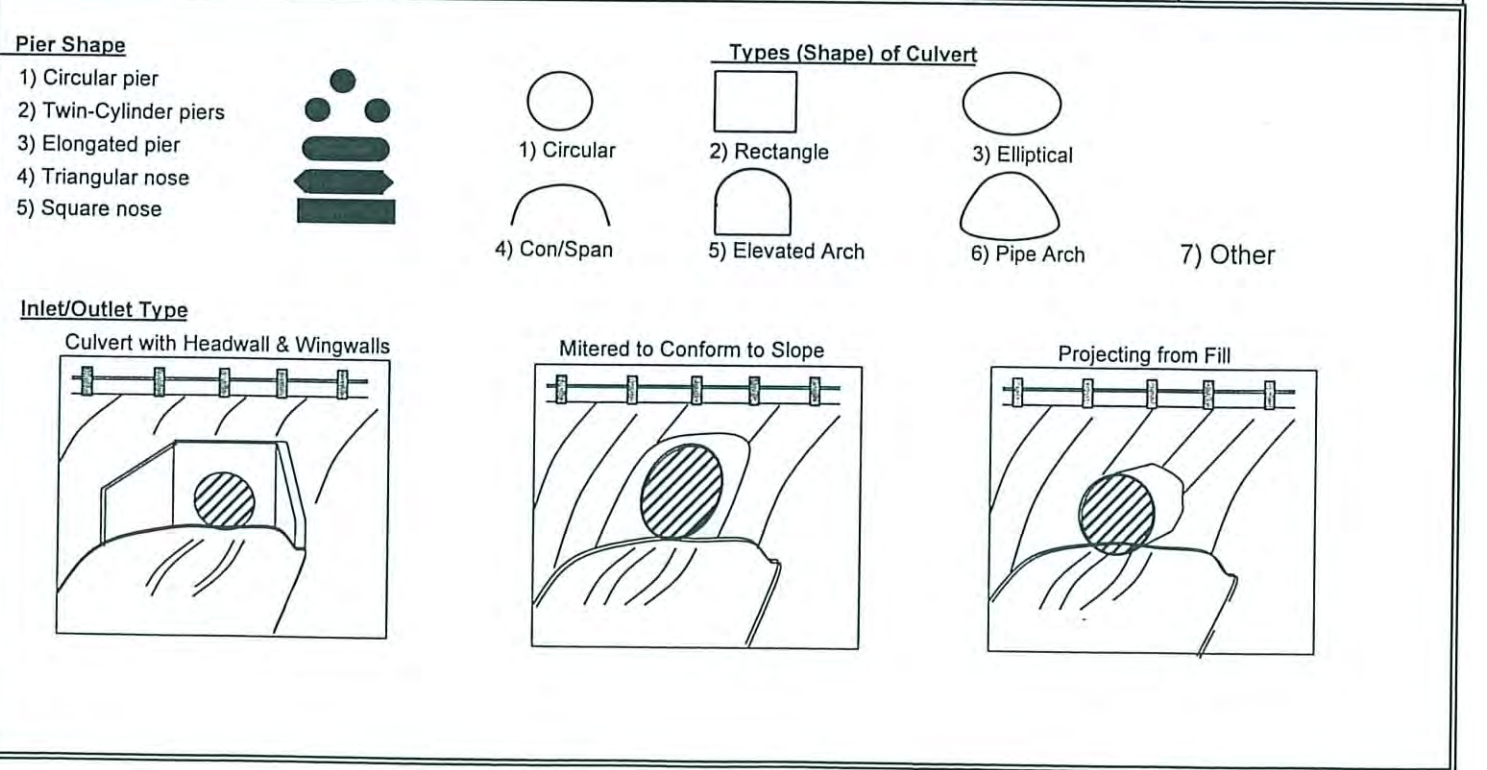 Pier Shape
1) Circular pier
2) Twin-Cylinder piers
3) Elongated pier
4) Triangular nose
5) Square nose
Types (Shape) of Culvert
1) Circular
2) Rectangle
3) Elliptical
4) Con/Span
5) Elevated Arch
6) Pipe Arch
7) Other
Inlet/Outlet Type
Culvert with Headwall & Wingwalls
Mitered to Conform to Slope
Projecting from Fill